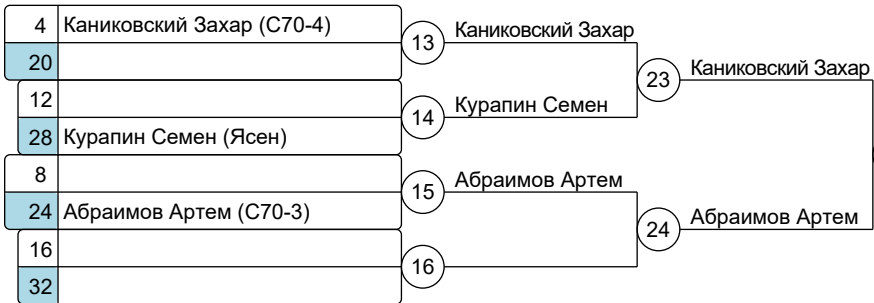 4 Каниковский Захар (С70-4)
20
12
28 Курапин Семен (Ясен)
8
24 Абраимов Артем (С70-3)
16
32
13 Каниковский Захар
14 Курапин Семен
15 Абраимов Артем
16
23 Каниковский Захар
24 Абраимов Артем